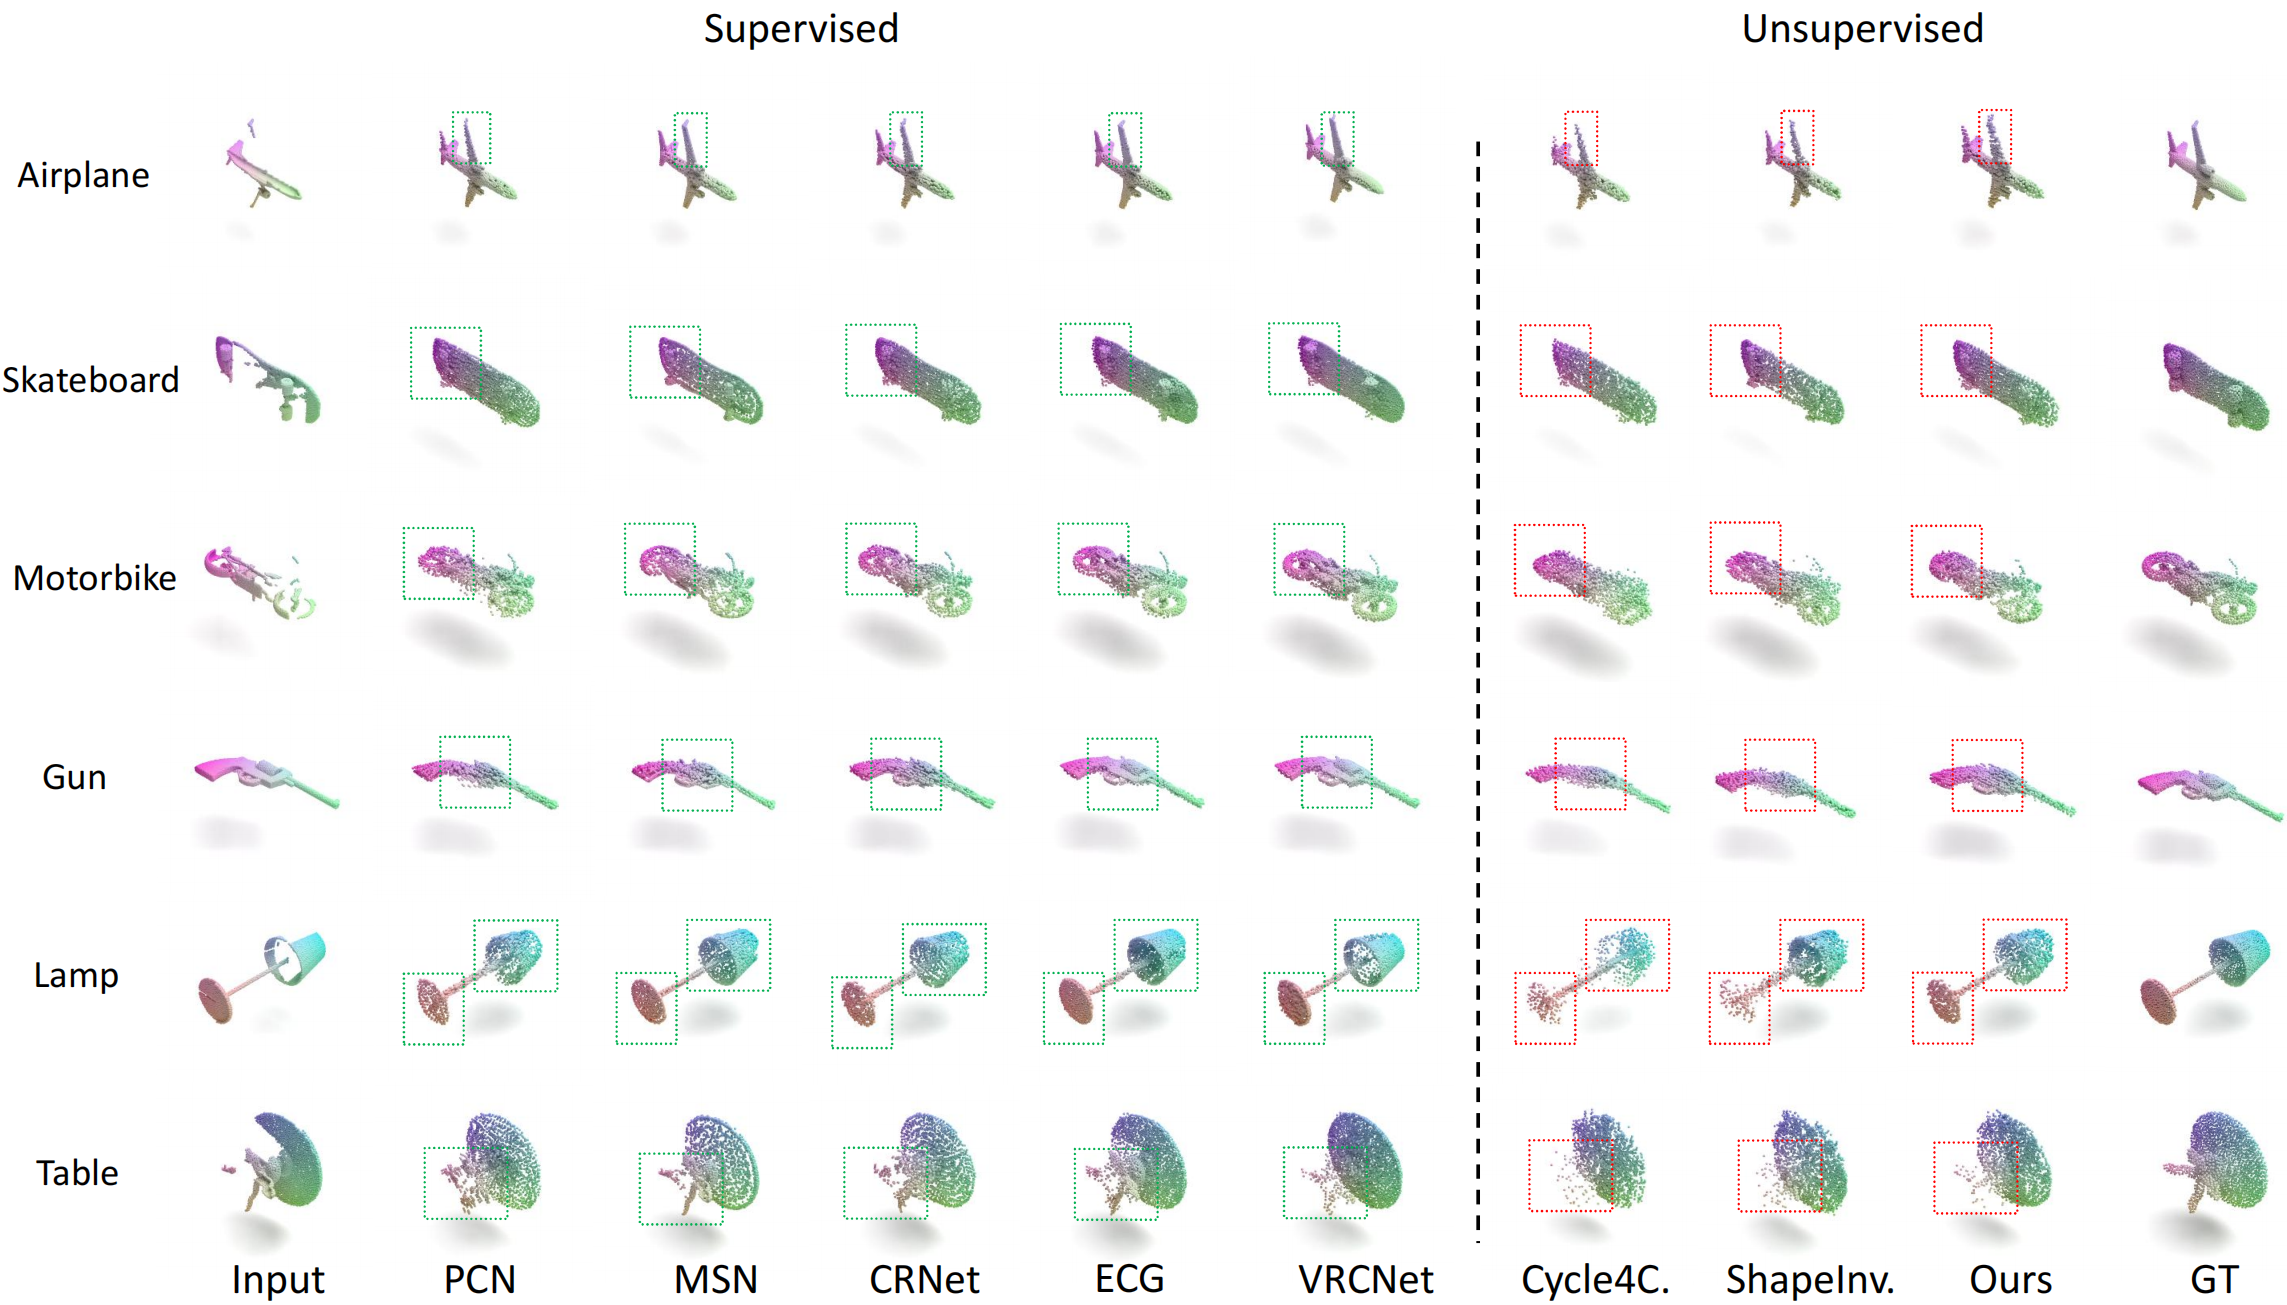 Supervised
Unsupervised
Airplane
Skateboard
Motorbike
Gun
Lamp
Table
Input PCN MSN CRNet ECG VRCNet Cycle4C. ShapeInv. Ours GT